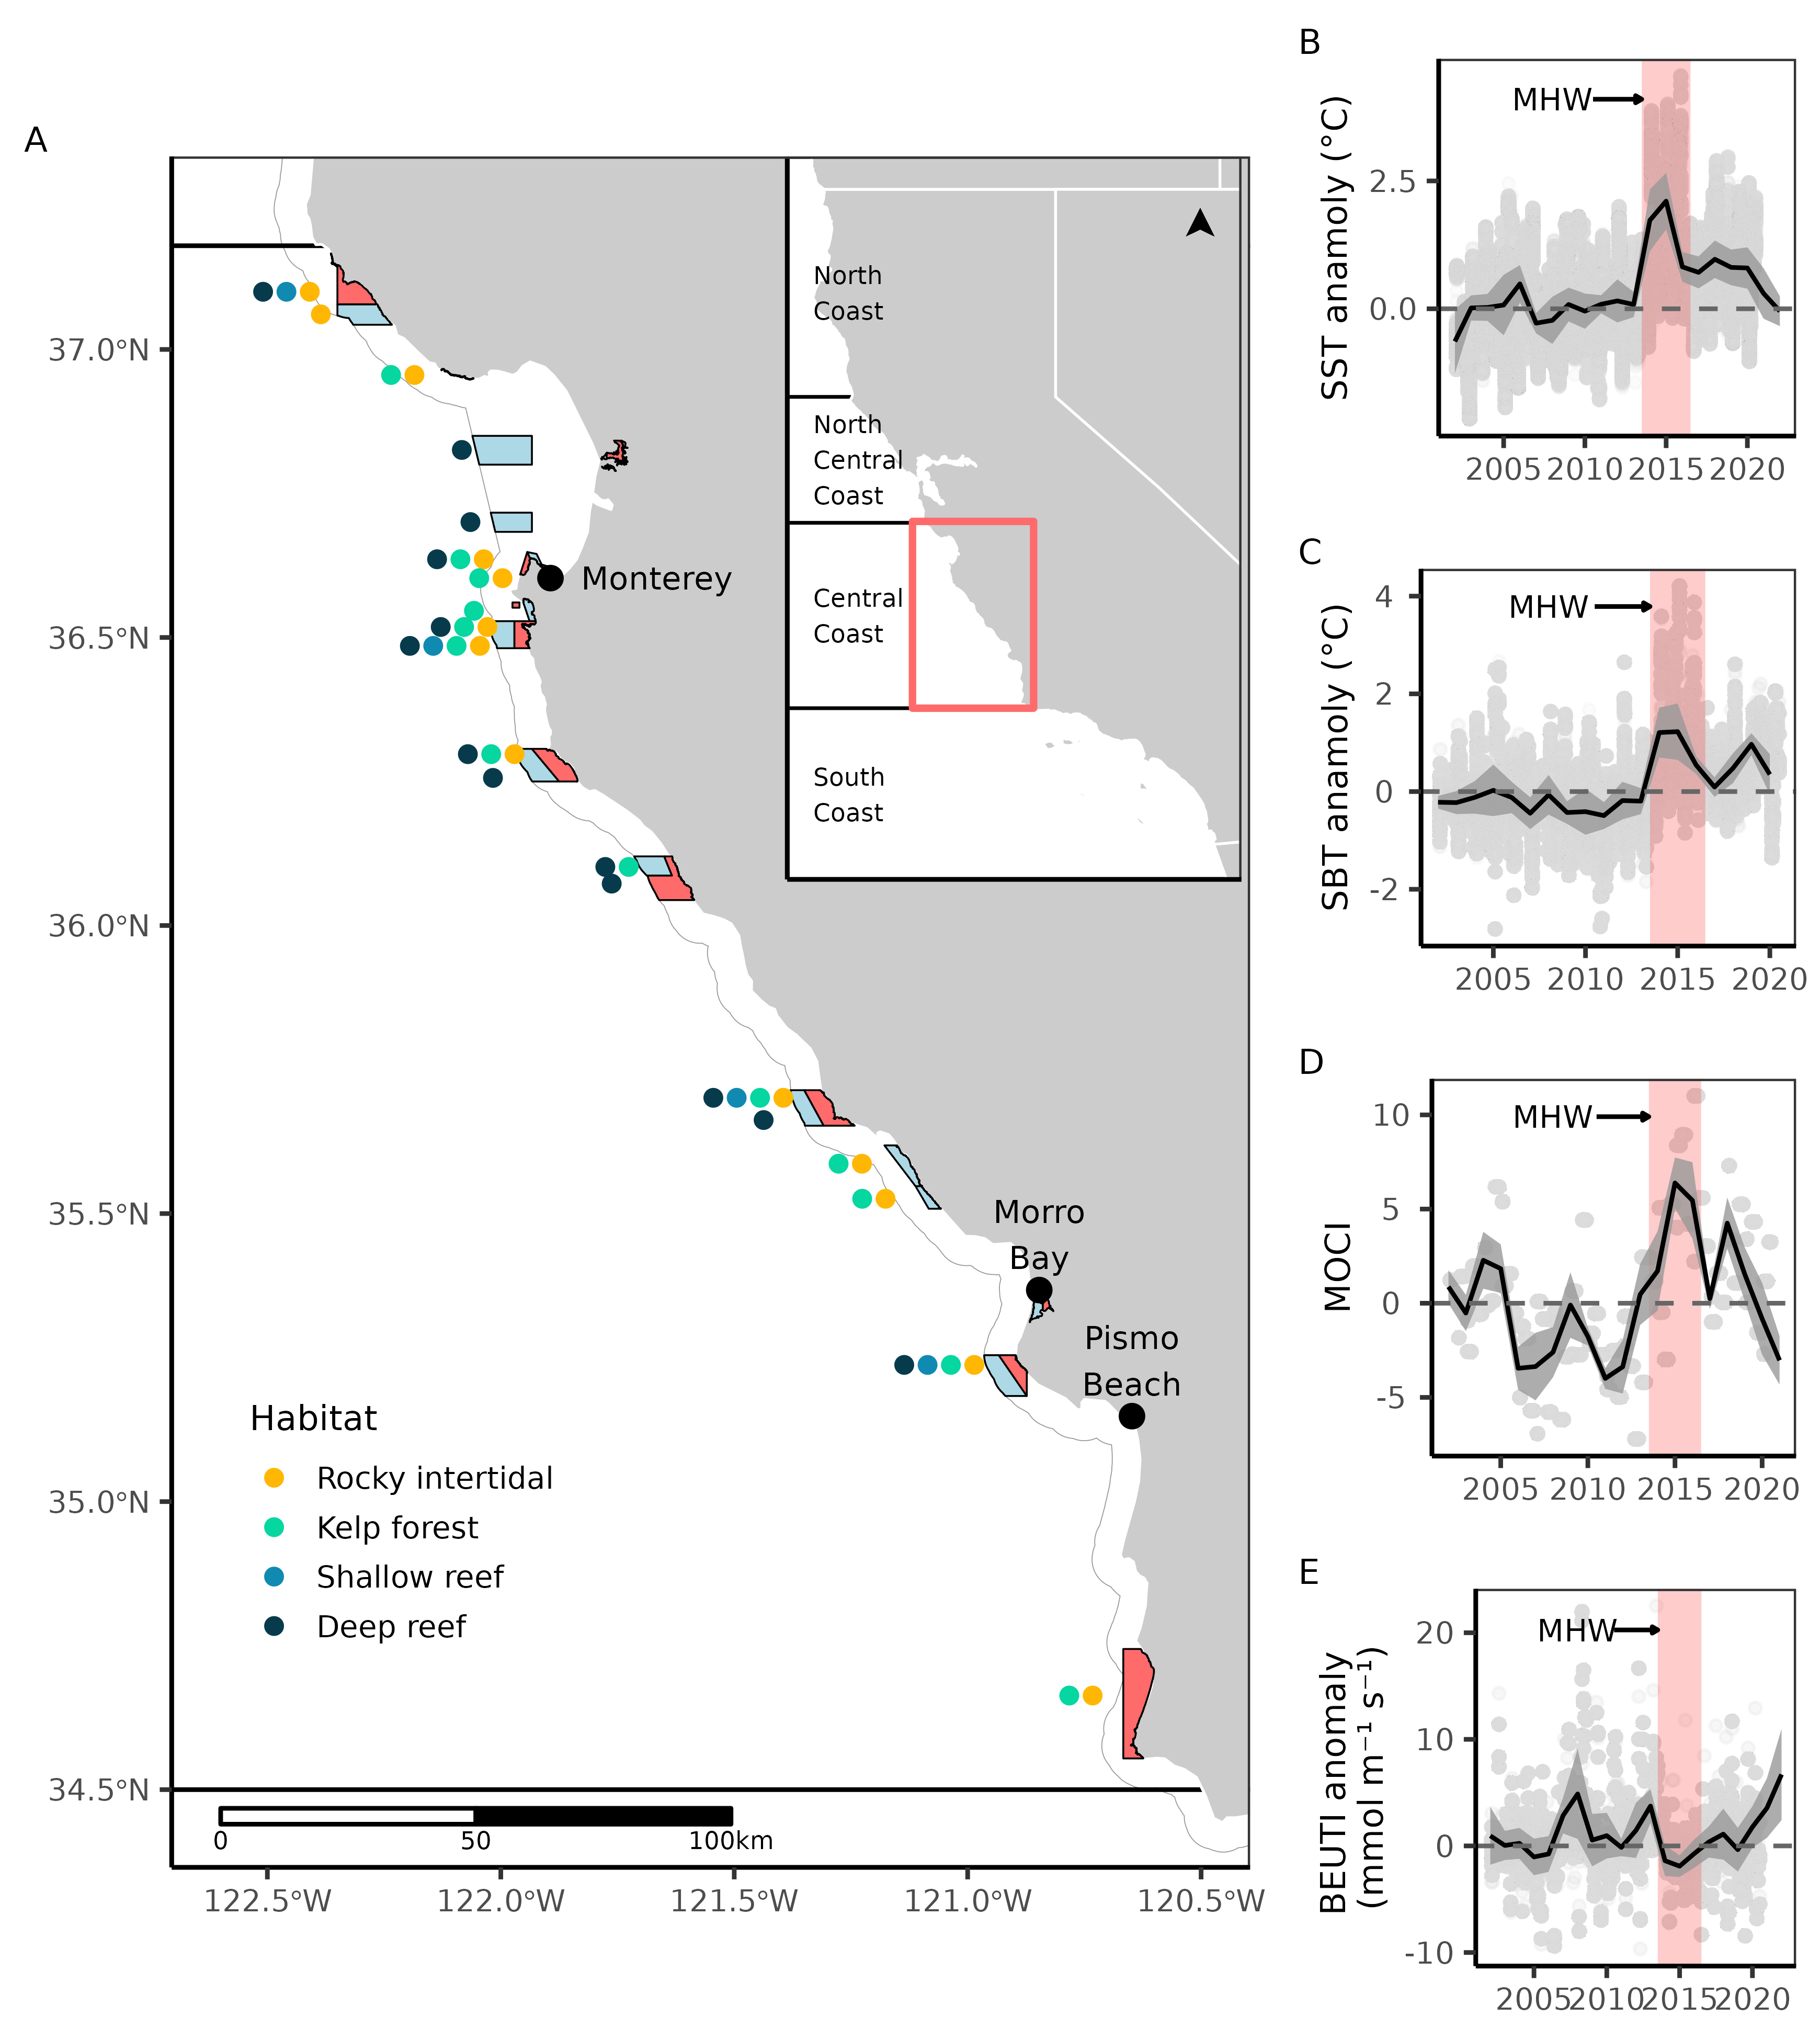 A
37.0°N
36.5°N
36.0°N
35.5°N
35.0°N
34.5°N
122.5°W
122.0°W
121.5°W
121.0°W
120.5°W
Monterey
Morro
Bay
Pismo
Beach
North
Coast
North
Central
Coast
Central
Coast
South
Coast
Habitat
Rocky intertidal
Kelp forest
Shallow reef
Deep reef
0
50
100km
B
SST anamoly (°C)
MHW
2.5
0.0
2005
2010
2015
2020
C
SBT anamoly (°C)
MHW
4
2
0
-2
2005
2010
2015
2020
D
MOCI
MHW
10
5
0
-5
2005
2010
2015
2020
E
BEUTI anomaly
(mmol m⁻¹ s⁻¹)
MHW
20
10
0
-10
2005
2010
2015
2020